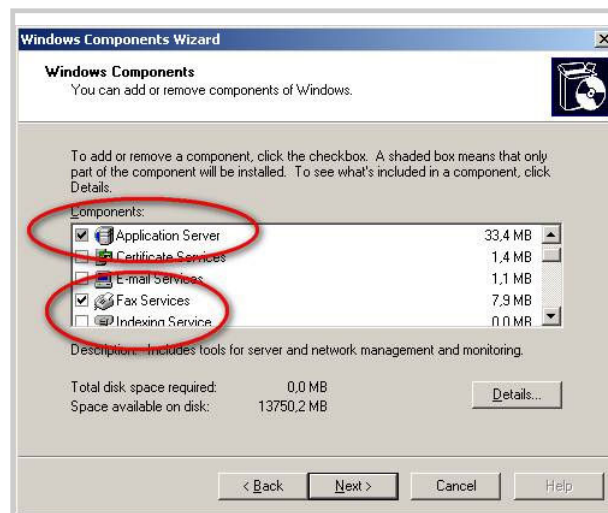 Windows Components Wizard
Windows Components
You can add or remove components of Windows.
To add or remove a component, click the checkbox. A shaded box means that only
part of the component will be installed. To see what's included in a component, click
Details.
Components:
Application Server 33,4 MB
Certificate Services 1,4 MB
E-mail Services 1,1 MB
Fax Services 7,9 MB
Indexing Service 0,0 MB
Description: Includes tools for server and network management and monitoring.
Total disk space required: 0,0 MB
Space available on disk: 13750,2 MB
Details...
< Back Next > Cancel Help